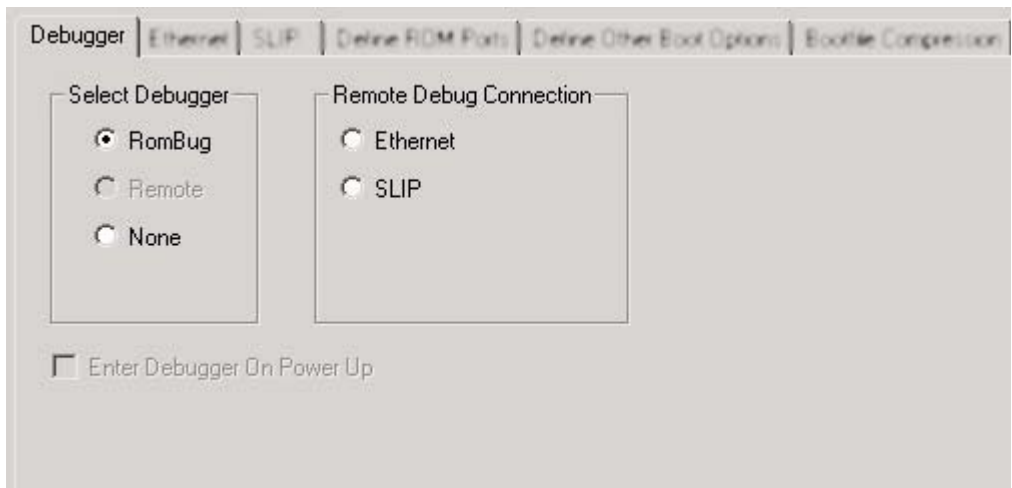 Debugger Ethernet SLIP Define ROM Ports Define Other Boot Options Bootfile Compression
Select Debugger
RomBug
Remote
None
Remote Debug Connection
Ethernet
SLIP
Enter Debugger On Power Up